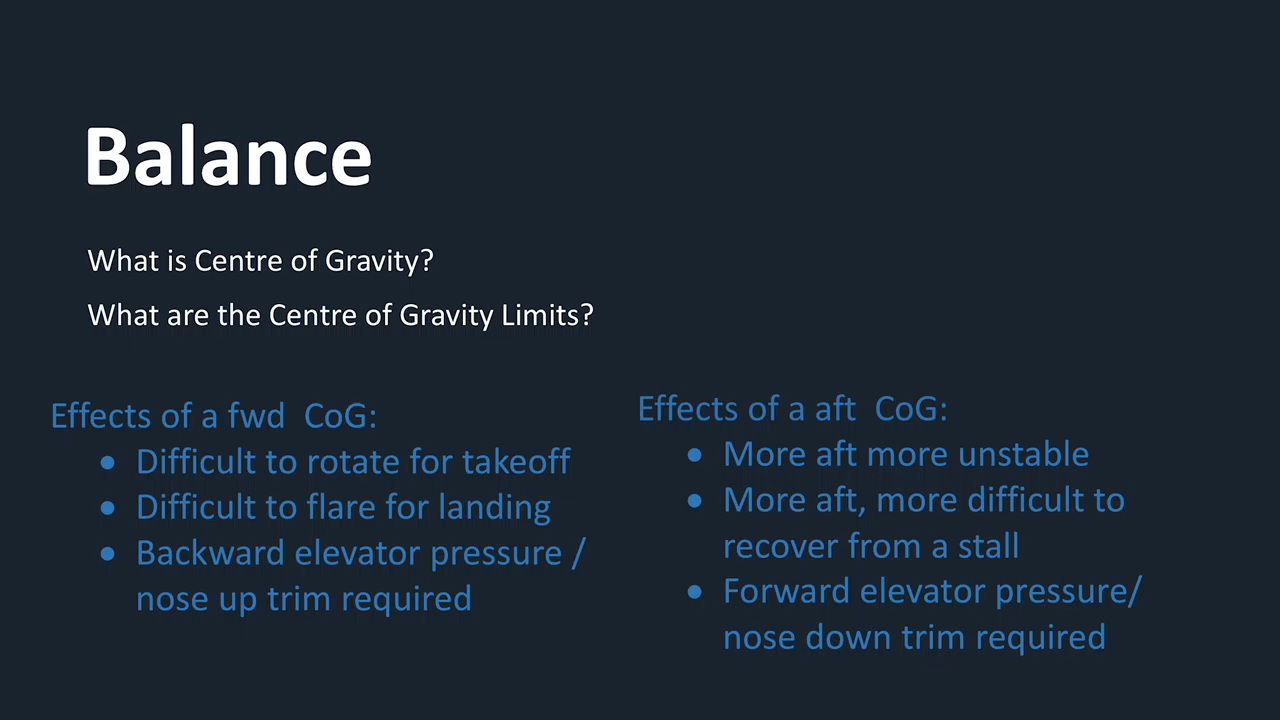 Balance
What is Centre of Gravity?
What are the Centre of Gravity Limits?
Effects of a fwd  CoG:
• Difficult to rotate for takeoff
• Difficult to flare for landing
• Backward elevator pressure /
nose up trim required
Effects of a aft  CoG:
• More aft more unstable
• More aft, more difficult to
recover from a stall
• Forward elevator pressure/
nose down trim required